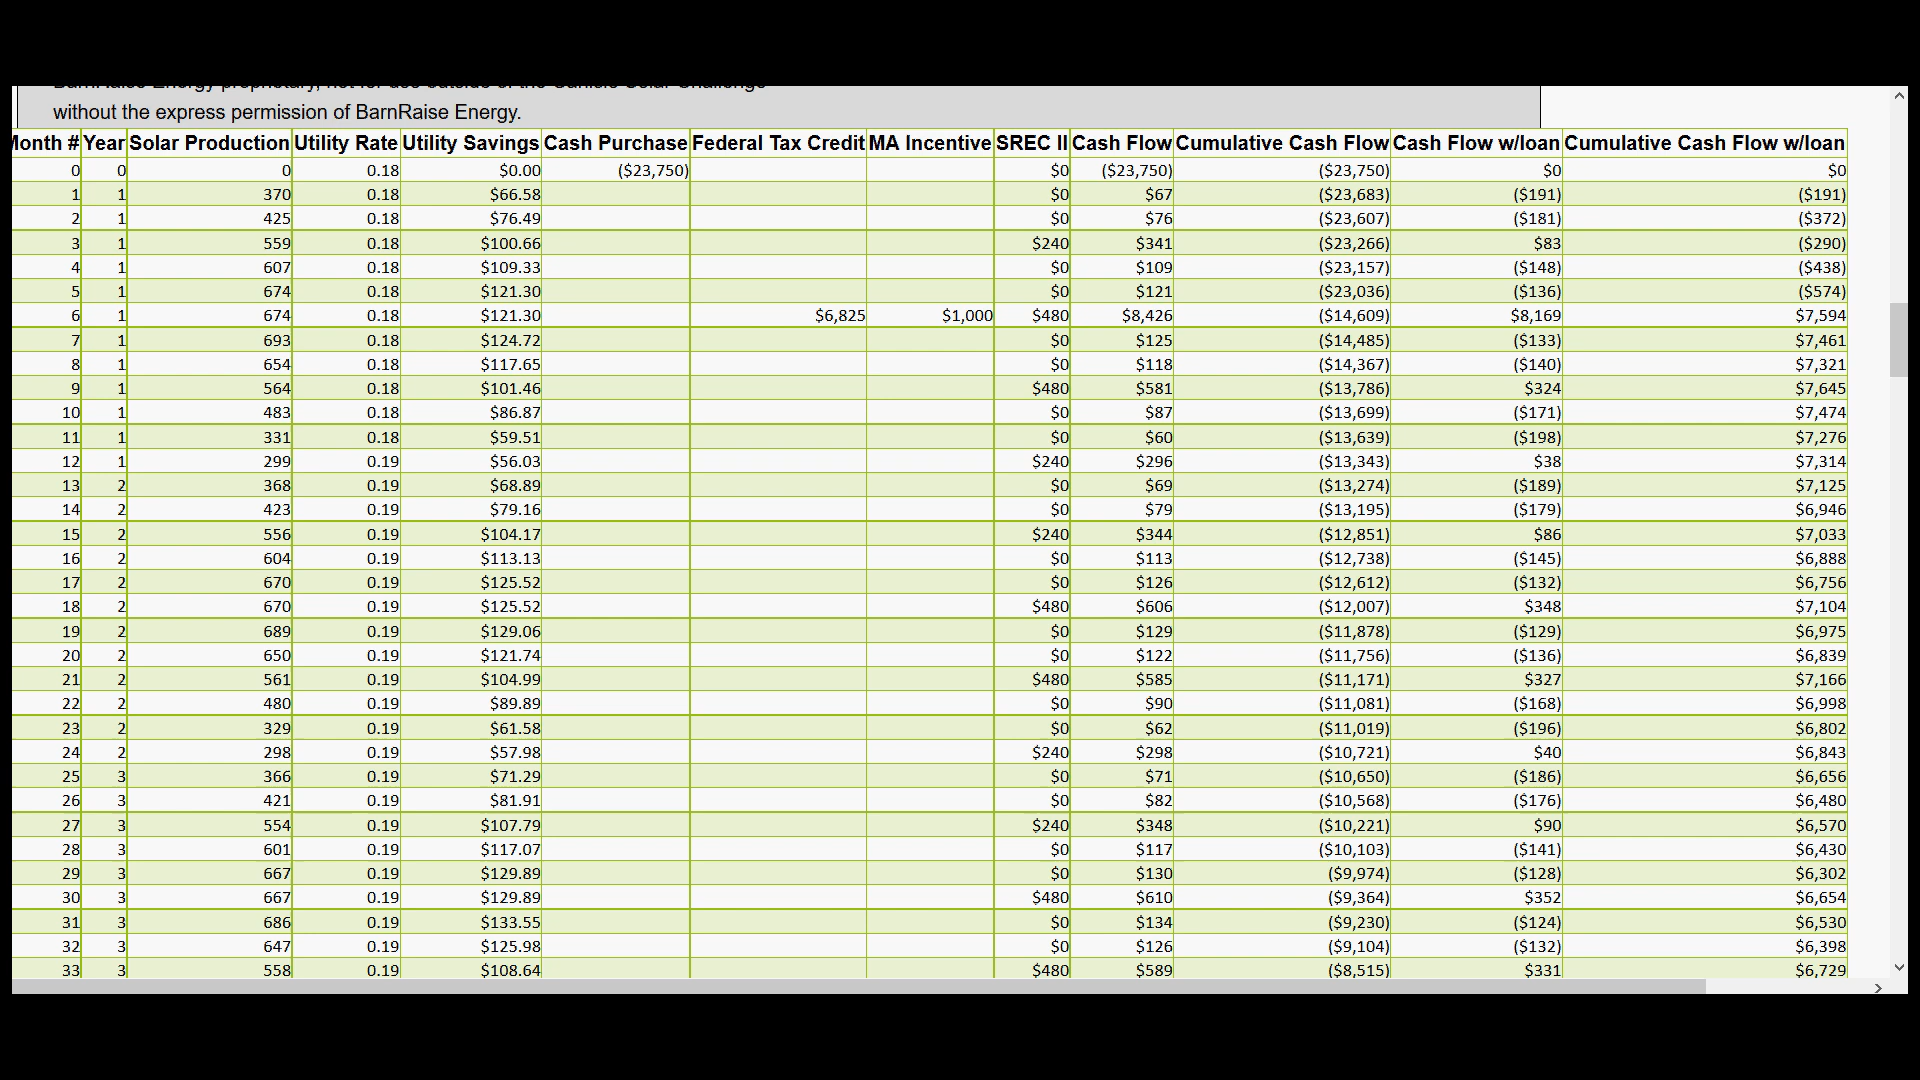 without the express permission of BarnRaise Energy.
Month # Year Solar Production Utility Rate Utility Savings Cash Purchase Federal Tax Credit MA Incentive SREC II Cash Flow Cumulative Cash Flow Cash Flow w/loan Cumulative Cash Flow w/loan
0 0 0 0.18 $0.00 ($23,750) $0 ($23,750) ($23,750) $0 $0
1 1 370 0.18 $66.58 $0 $67 ($23,683) ($191) ($191)
2 1 425 0.18 $76.49 $0 $76 ($23,607) ($181) ($372)
3 1 559 0.18 $100.66 $240 $341 ($23,266) $83 ($290)
4 1 607 0.18 $109.33 $0 $109 ($23,157) ($148) ($438)
5 1 674 0.18 $121.30 $0 $121 ($23,036) ($136) ($574)
6 1 674 0.18 $121.30 $6,825 $1,000 $480 $8,426 ($14,609) $8,169 $7,594
7 1 693 0.18 $124.72 $0 $125 ($14,485) ($133) $7,461
8 1 654 0.18 $117.65 $0 $118 ($14,367) ($140) $7,321
9 1 564 0.18 $101.46 $480 $581 ($13,786) $324 $7,645
10 1 483 0.18 $86.87 $0 $87 ($13,699) ($171) $7,474
11 1 331 0.18 $59.51 $0 $60 ($13,639) ($198) $7,276
12 1 299 0.19 $56.03 $240 $296 ($13,343) $38 $7,314
13 2 368 0.19 $68.89 $0 $69 ($13,274) ($189) $7,125
14 2 423 0.19 $79.16 $0 $79 ($13,195) ($179) $6,946
15 2 556 0.19 $104.17 $240 $344 ($12,851) $86 $7,033
16 2 604 0.19 $113.13 $0 $113 ($12,738) ($145) $6,888
17 2 670 0.19 $125.52 $0 $126 ($12,612) ($132) $6,756
18 2 670 0.19 $125.52 $480 $606 ($12,007) $348 $7,104
19 2 689 0.19 $129.06 $0 $129 ($11,878) ($129) $6,975
20 2 650 0.19 $121.74 $0 $122 ($11,756) ($136) $6,839
21 2 561 0.19 $104.99 $480 $585 ($11,171) $327 $7,166
22 2 480 0.19 $89.89 $0 $90 ($11,081) ($168) $6,998
23 2 329 0.19 $61.58 $0 $62 ($11,019) ($196) $6,802
24 2 298 0.19 $57.98 $240 $298 ($10,721) $40 $6,843
25 3 366 0.19 $71.29 $0 $71 ($10,650) ($186) $6,656
26 3 421 0.19 $81.91 $0 $82 ($10,568) ($176) $6,480
27 3 554 0.19 $107.79 $240 $348 ($10,221) $90 $6,570
28 3 601 0.19 $117.07 $0 $117 ($10,103) ($141) $6,430
29 3 667 0.19 $129.89 $0 $130 ($9,974) ($128) $6,302
30 3 667 0.19 $129.89 $480 $610 ($9,364) $352 $6,654
31 3 686 0.19 $133.55 $0 $134 ($9,230) ($124) $6,530
32 3 647 0.19 $125.98 $0 $126 ($9,104) ($132) $6,398
33 3 558 0.19 $108.64 $480 $589 ($8,515) $331 $6,729